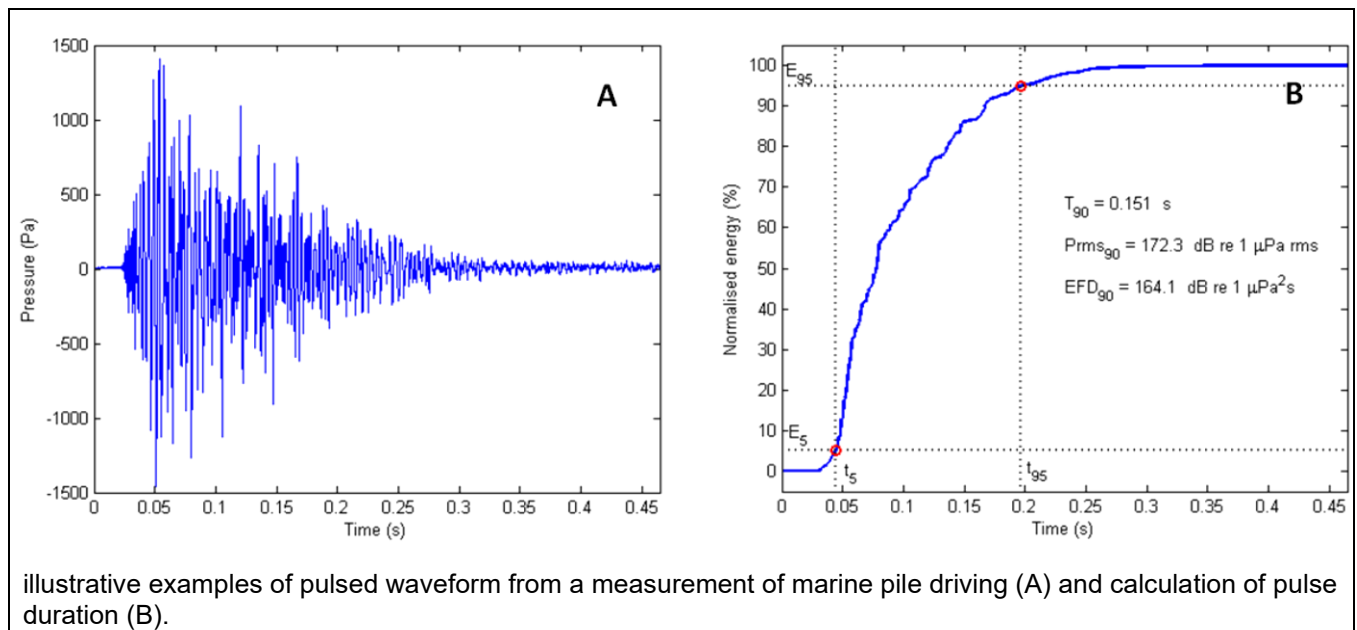 1500
1000
500
0
-500
-1000
-1500
Pressure (Pa)
A
0 0.05 0.1 0.15 0.2 0.25 0.3 0.35 0.4 0.45
Time (s)
100
90
80
70
60
50
40
30
20
10
0
Normalised energy (%)
E95
B
T90 = 0.151 s
Prms90 = 172.3 dB re 1 µPa rms
EFD90 = 164.1 dB re 1 µPa²s
E5
t5 t95
0 0.05 0.1 0.15 0.2 0.25 0.3 0.35 0.4 0.45
Time (s)
illustrative examples of pulsed waveform from a measurement of marine pile driving (A) and calculation of pulse
duration (B).